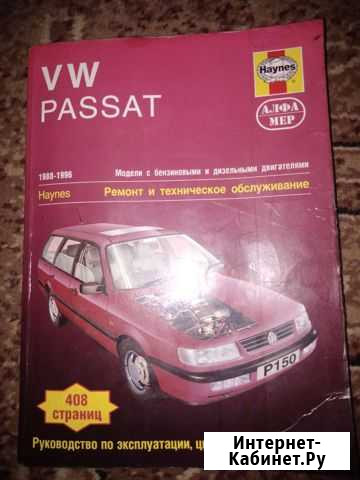 VW
PASSAT
Haynes
АЛФА
МЕР
1988-1996
Модели с бензиновыми и дизельными двигателями
Haynes
Ремонт и техническое обслуживание
P150
408
страниц
Руководство по эксплуатации,
Интернет-
Кабинет.Ру